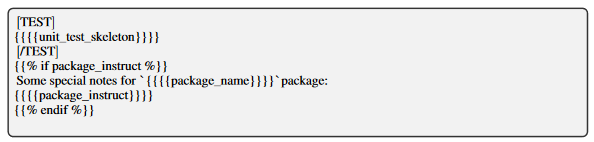 [TEST]
{{{{unit_test_skeleton}}}}
[/TEST]
{{% if package_instruct %}}
Some special notes for `{{{{package_name}}}}`package:
{{{{package_instruct}}}}
{{% endif %}}